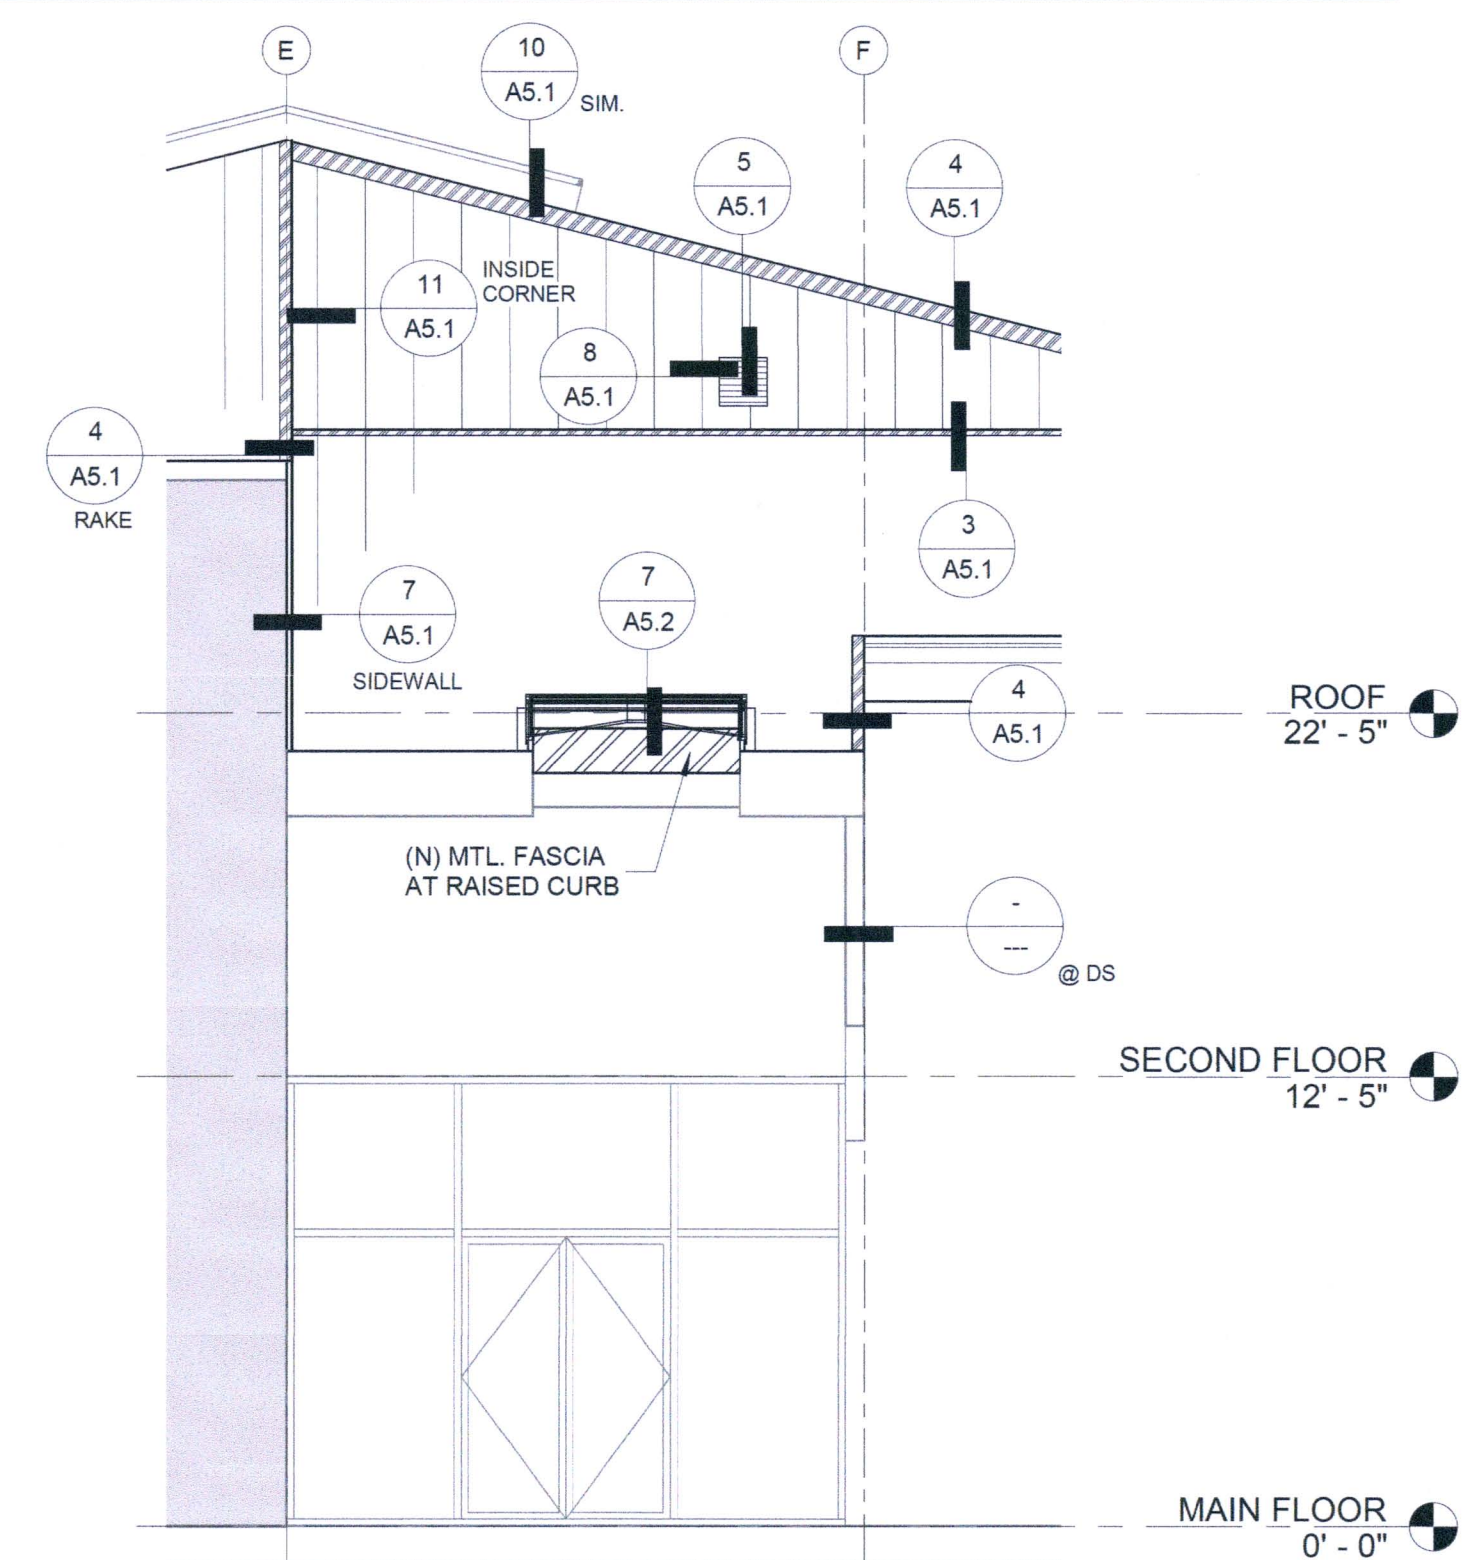 E
F
10
A5.1
SIM.
5
A5.1
4
A5.1
INSIDE
CORNER
11
A5.1
8
A5.1
4
A5.1
RAKE
3
A5.1
7
A5.1
SIDEWALL
7
A5.2
4
A5.1
ROOF
22' - 5"
(N) MTL. FASCIA
AT RAISED CURB
-
---
@ DS
SECOND FLOOR
12' - 5"
MAIN FLOOR
0' - 0"